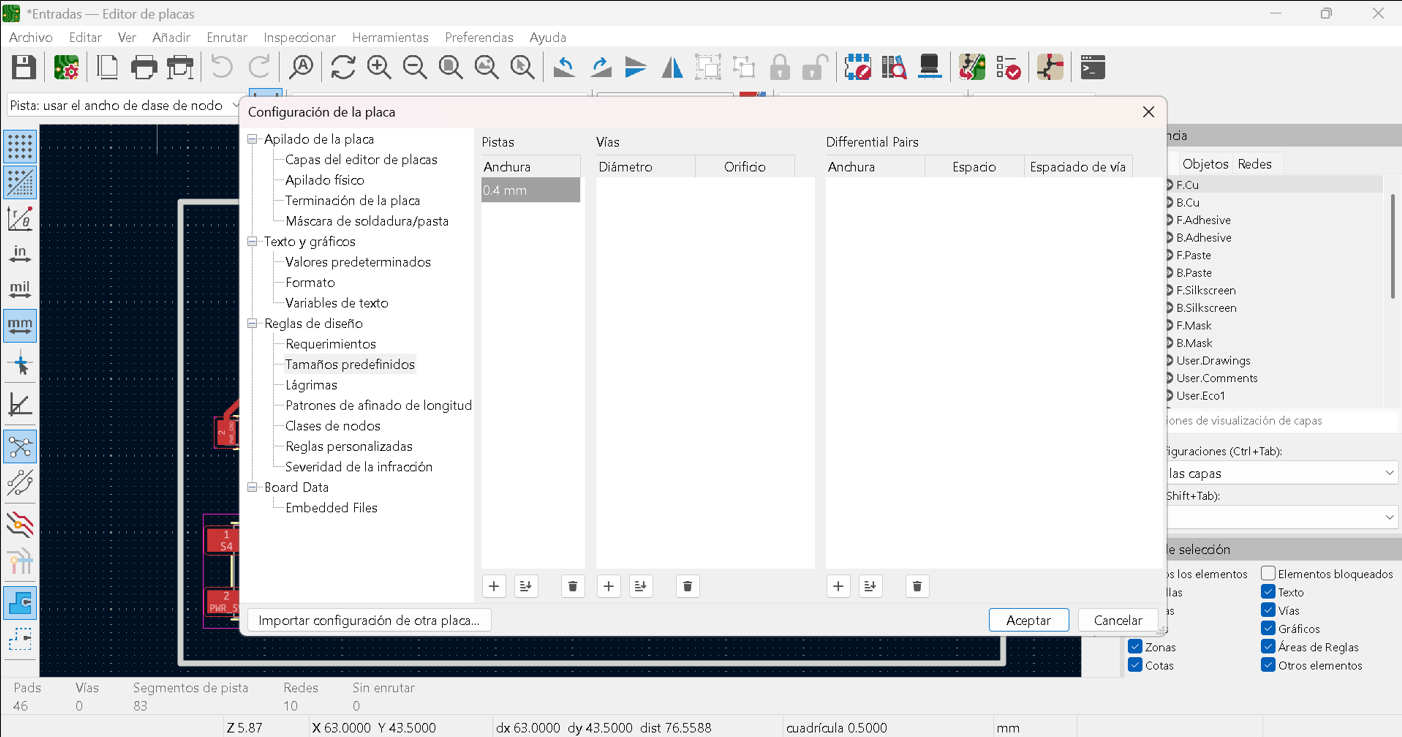 *Entradas — Editor de placas
Archivo Editar Ver Añadir Enrutar Inspeccionar Herramientas Preferencias Ayuda
Pista: usar el ancho de clase de nodo
Configuración de la placa
Apilado de la placa
Capas del editor de placas
Apilado físico
Terminación de la placa
Máscara de soldadura/pasta
Texto y gráficos
Valores predeterminados
Formato
Variables de texto
Reglas de diseño
Requerimientos
Tamaños predefinidos
Lágrimas
Patrones de afinado de longitud
Clases de nodos
Reglas personalizadas
Severidad de la infracción
Board Data
Embedded Files
Pistas
Anchura
0.4 mm
Vías
Diámetro Orificio
Differential Pairs
Anchura Espacio Espaciado de vía
Importar configuración de otra placa...
Aceptar Cancelar
in
mil
mm
2
1
S4
2
PWR_5
ncia
Objetos Redes
F.Cu
B.Cu
F.Adhesive
B.Adhesive
F.Paste
B.Paste
F.Silkscreen
B.Silkscreen
F.Mask
B.Mask
User.Drawings
User.Comments
User.Eco1
iones de visualización de capas
figuraciones (Ctrl+Tab):
las capas
Shift+Tab):
e selección
os los elementos Elementos bloqueados
llas Texto
as Vías
s Gráficos
Zonas Áreas de Reglas
Cotas Otros elementos
Pads Vías Segmentos de pista Redes Sin enrutar
46 0 83 10 0
Z 5.87 X 63.0000 Y 43.5000 dx 63.0000 dy 43.5000 dist 76.5588 cuadrícula 0.5000 mm